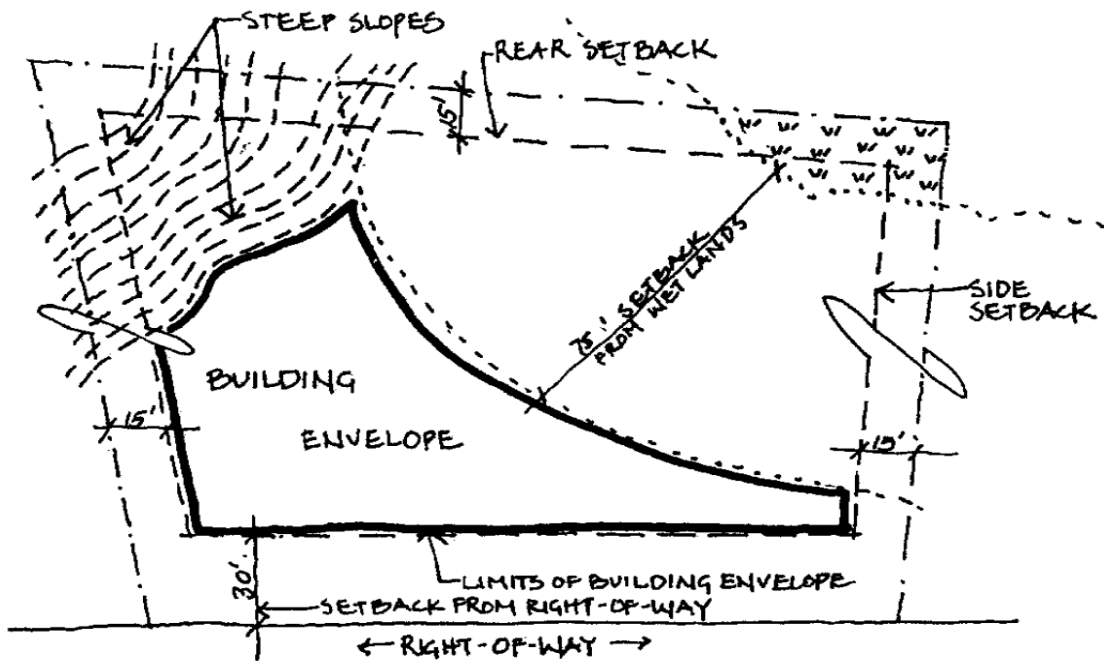 STEEP SLOPES
REAR SETBACK
15'
75' SETBACK
FROM WETLANDS
SIDE
SETBACK
BUILDING
ENVELOPE
15'
15'
30'
LIMITS OF BUILDING ENVELOPE
SETBACK FROM RIGHT-OF-WAY
RIGHT-OF-WAY